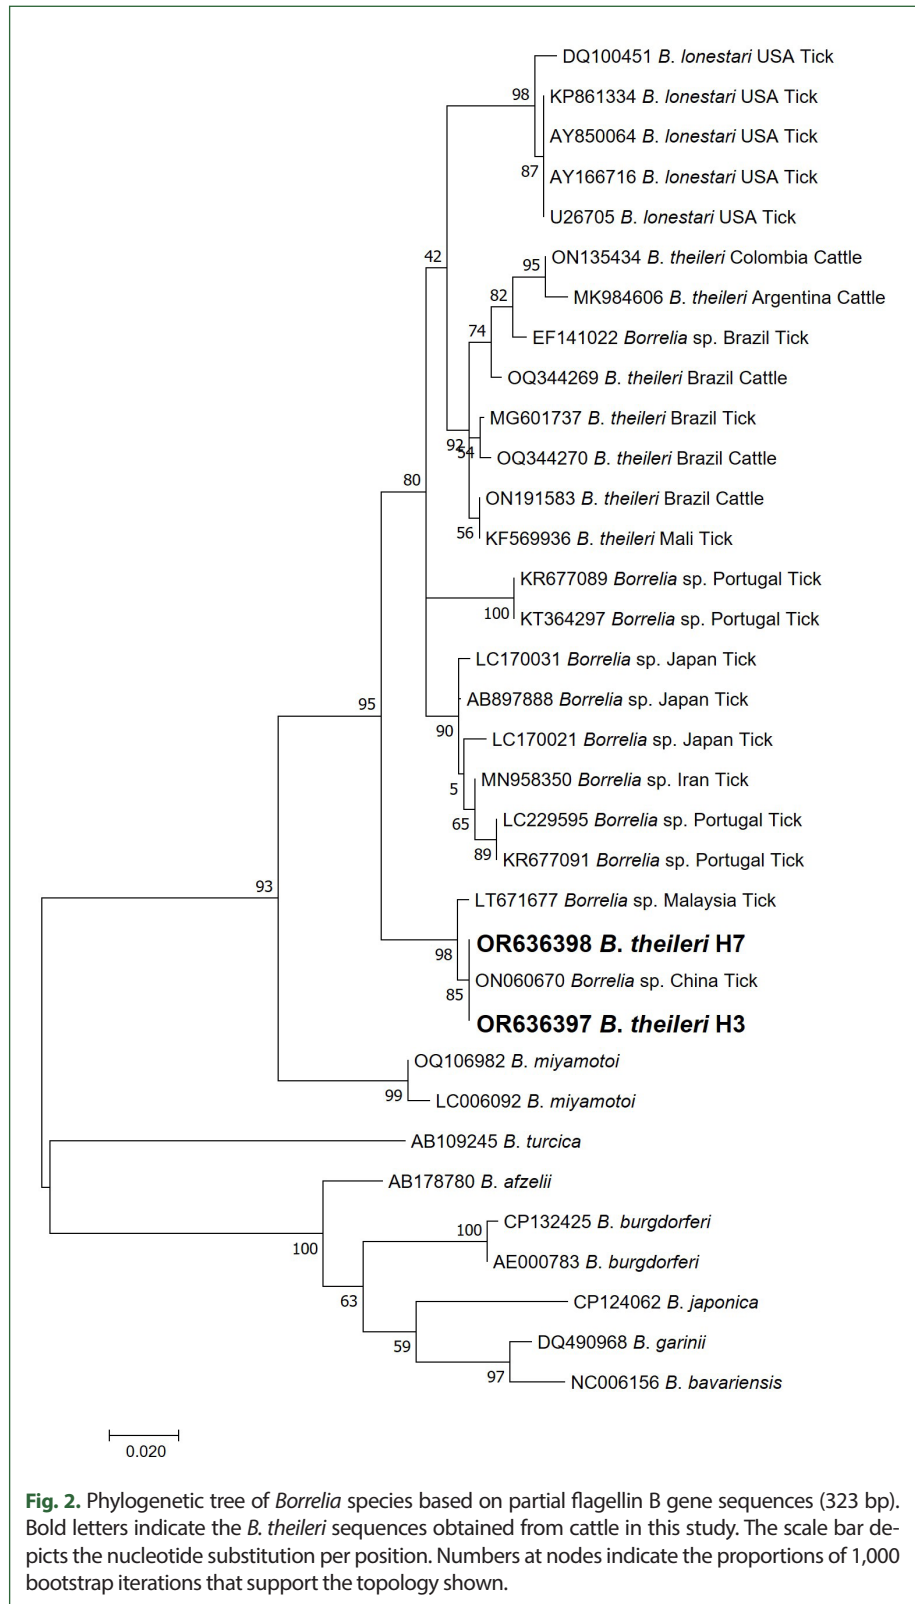 DQ100451 B. lonestari USA Tick
98
KP861334 B. lonestari USA Tick
AY850064 B. lonestari USA Tick
87
AY166716 B. lonestari USA Tick
U26705 B. lonestari USA Tick
42
95
ON135434 B. theileri Colombia Cattle
82
MK984606 B. theileri Argentina Cattle
74
EF141022 Borrelia sp. Brazil Tick
OQ344269 B. theileri Brazil Cattle
MG601737 B. theileri Brazil Tick
92
54
OQ344270 B. theileri Brazil Cattle
80
ON191583 B. theileri Brazil Cattle
56
KF569936 B. theileri Mali Tick
KR677089 Borrelia sp. Portugal Tick
100
KT364297 Borrelia sp. Portugal Tick
LC170031 Borrelia sp. Japan Tick
95
AB897888 Borrelia sp. Japan Tick
90
LC170021 Borrelia sp. Japan Tick
5
MN958350 Borrelia sp. Iran Tick
65
LC229595 Borrelia sp. Portugal Tick
89
KR677091 Borrelia sp. Portugal Tick
93
LT671677 Borrelia sp. Malaysia Tick
98
OR636398 B. theileri H7
85
ON060670 Borrelia sp. China Tick
OR636397 B. theileri H3
OQ106982 B. miyamotoi
99
LC006092 B. miyamotoi
AB109245 B. turcica
AB178780 B. afzelii
100
100
CP132425 B. burgdorferi
AE000783 B. burgdorferi
63
CP124062 B. japonica
59
DQ490968 B. garinii
97
NC006156 B. bavariensis
0.020
Fig. 2. Phylogenetic tree of Borrelia species based on partial flagellin B gene sequences (323 bp).
Bold letters indicate the B. theileri sequences obtained from cattle in this study. The scale bar de-
picts the nucleotide substitution per position. Numbers at nodes indicate the proportions of 1,000
bootstrap iterations that support the topology shown.